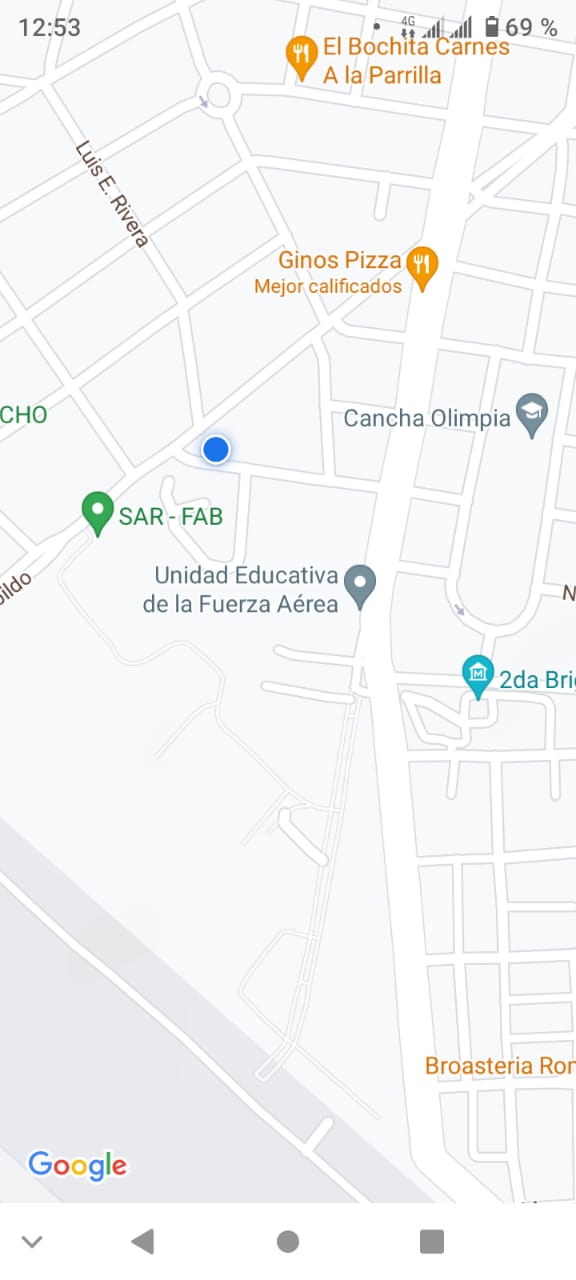 12:53
4G
69 %
El Bochita Carnes
A la Parrilla
Luis E. Rivera
Ginos Pizza
Mejor calificados
CHO
Cancha Olimpia
SAR - FAB
Unidad Educativa
de la Fuerza Aérea
ildo
N
2da Bri
Broasteria Ro
Google